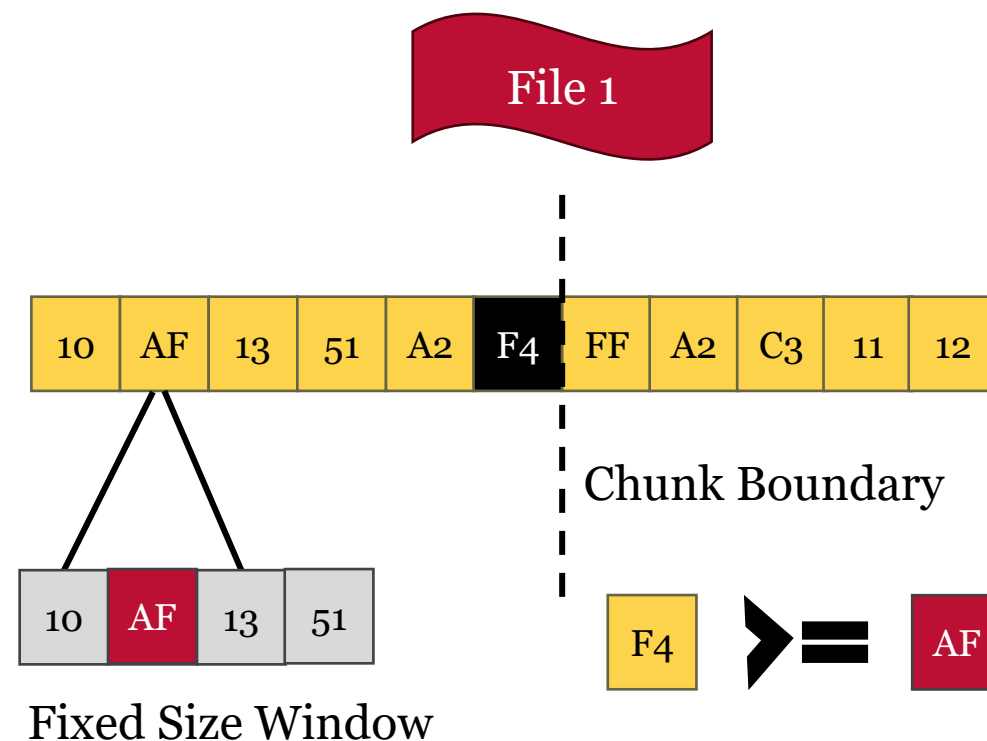 File 1
10 AF 13 51 A2 F4 FF A2 C3 11 12
Chunk Boundary
10 AF 13 51
F4 >= AF
Fixed Size Window